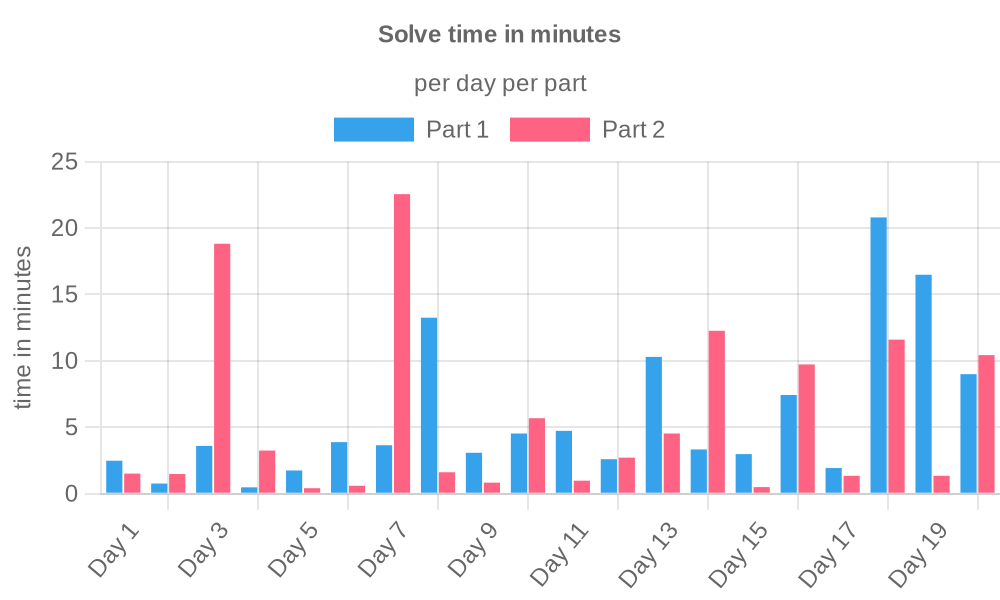 Solve time in minutes
per day per part
Part 1 Part 2
time in minutes
25
20
15
10
5
0
Day 1 Day 3 Day 5 Day 7 Day 9 Day 11 Day 13 Day 15 Day 17 Day 19